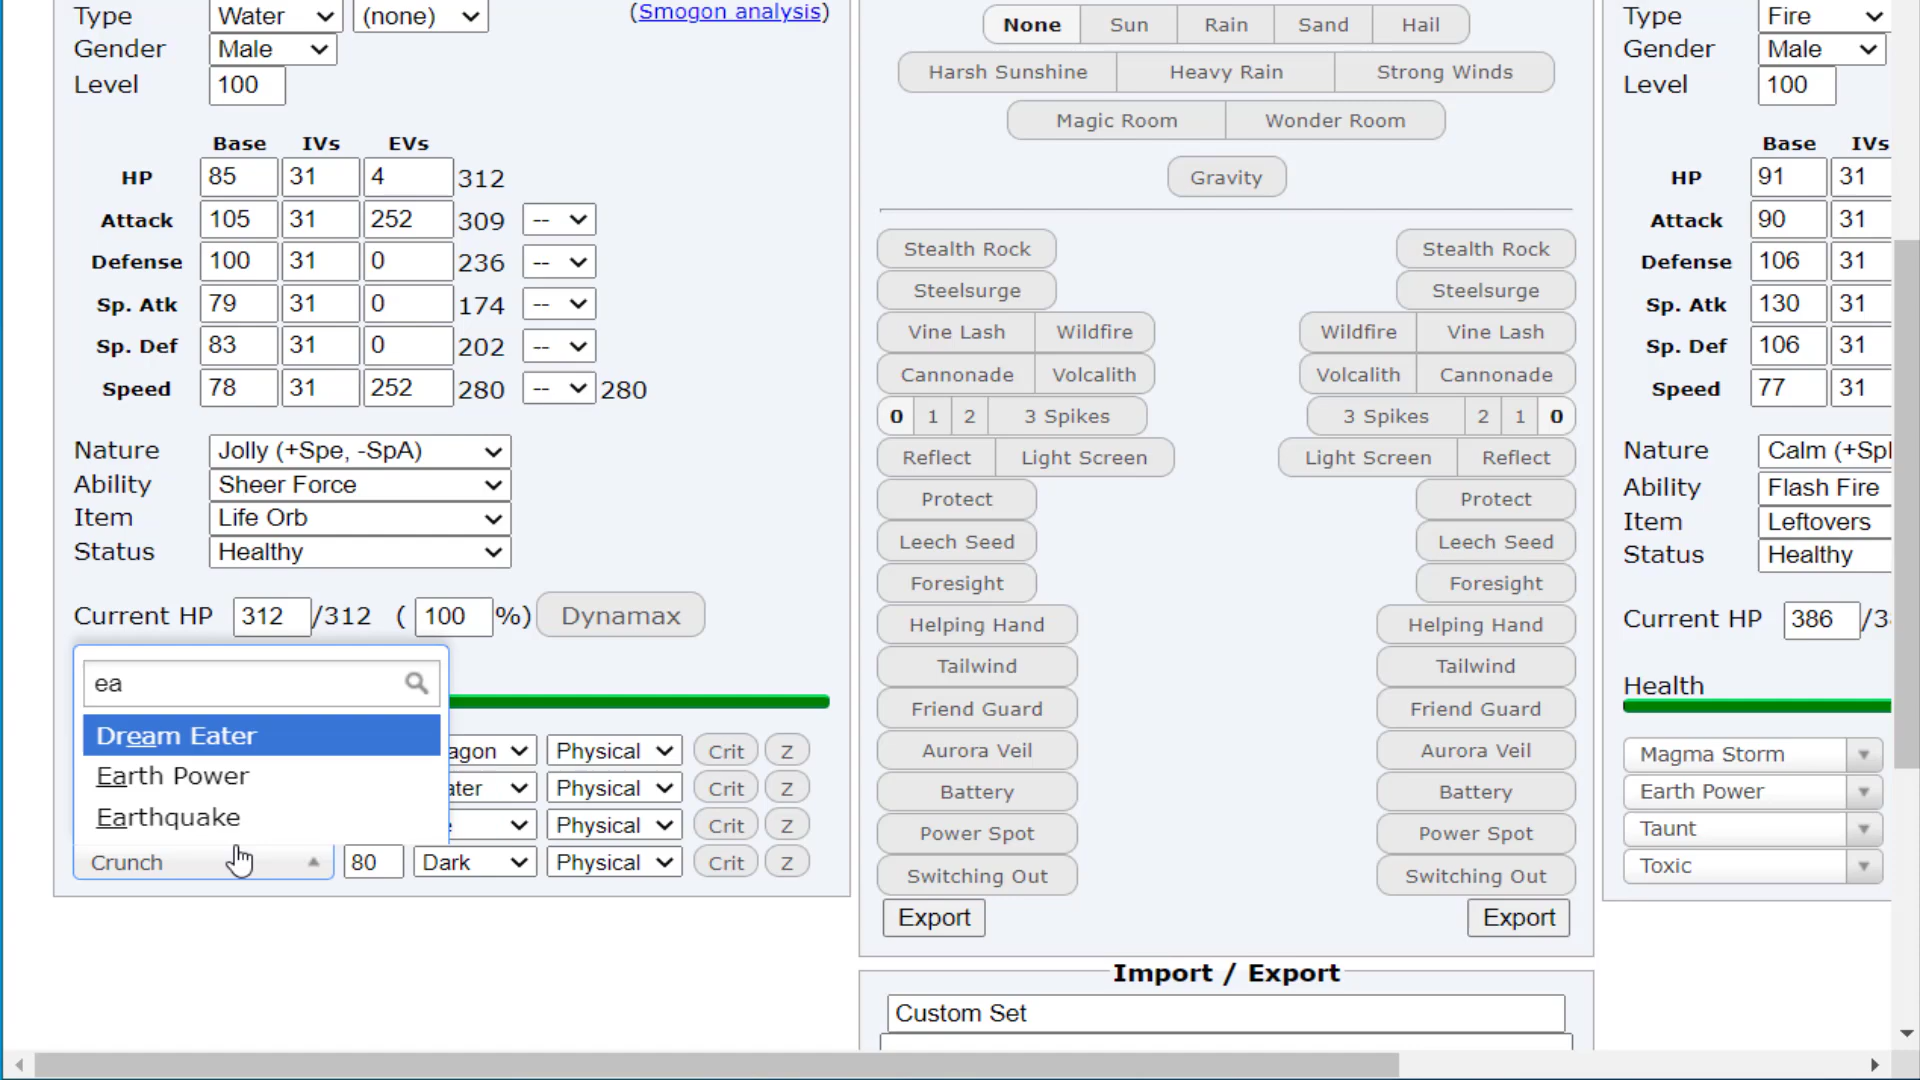 Type Water (none) (Smogon analysis)
Gender Male
Level 100
Base IVs EVs
HP 85 31 4 312
Attack 105 31 252 309 --
Defense 100 31 0 236 --
Sp. Atk 79 31 0 174 --
Sp. Def 83 31 0 202 --
Speed 78 31 252 280 -- 280
Nature Jolly (+Spe, -SpA)
Ability Sheer Force
Item Life Orb
Status Healthy
Current HP 312 /312 ( 100 %) Dynamax
ea
Dream Eater
Earth Power
Earthquake
agon Physical Crit Z
ater Physical Crit Z
Physical Crit Z
Crunch 80 Dark Physical Crit Z
None Sun Rain Sand Hail
Harsh Sunshine Heavy Rain Strong Winds
Magic Room Wonder Room
Gravity
Stealth Rock Stealth Rock
Steelsurge Steelsurge
Vine Lash Wildfire Wildfire Vine Lash
Cannonade Volcalith Volcalith Cannonade
0 1 2 3 Spikes 3 Spikes 2 1 0
Reflect Light Screen Light Screen Reflect
Protect Protect
Leech Seed Leech Seed
Foresight Foresight
Helping Hand Helping Hand
Tailwind Tailwind
Friend Guard Friend Guard
Aurora Veil Aurora Veil
Battery Battery
Power Spot Power Spot
Switching Out Switching Out
Export Export
Import / Export
Custom Set
Type Fire
Gender Male
Level 100
Base IVs
HP 91 31
Attack 90 31
Defense 106 31
Sp. Atk 130 31
Sp. Def 106 31
Speed 77 31
Nature Calm (+Sp
Ability Flash Fire
Item Leftovers
Status Healthy
Current HP 386 /3
Health
Magma Storm
Earth Power
Taunt
Toxic